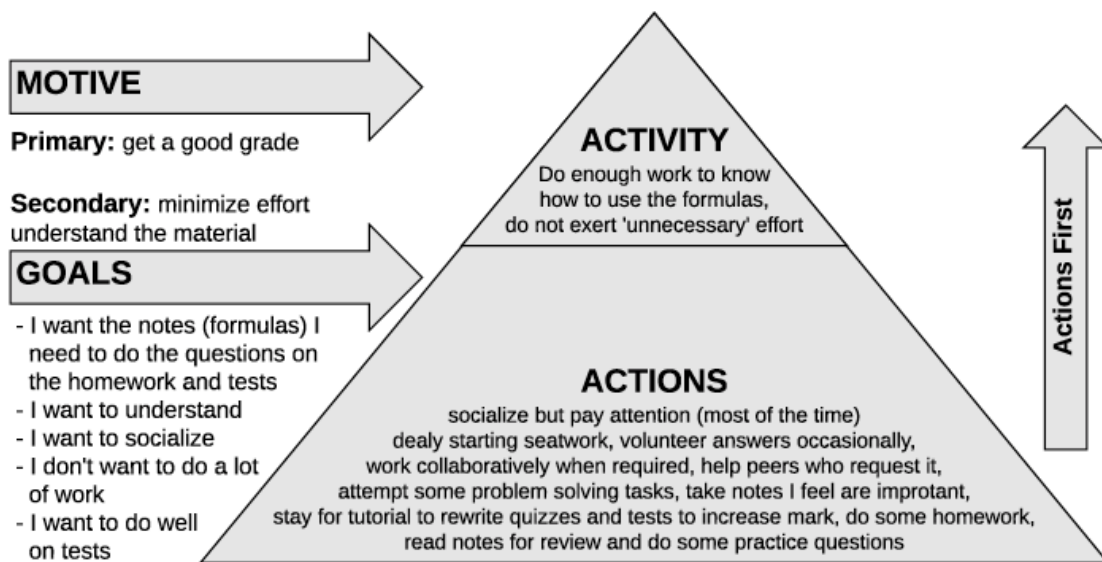 MOTIVE
Primary: get a good grade
Secondary: minimize effort
understand the material
GOALS
- I want the notes (formulas) I
need to do the questions on
the homework and tests
- I want to understand
- I want to socialize
- I don't want to do a lot
of work
- I want to do well
on tests
ACTIVITY
Do enough work to know
how to use the formulas,
do not exert 'unnecessary' effort
ACTIONS
socialize but pay attention (most of the time)
dealy starting seatwork, volunteer answers occasionally,
work collaboratively when required, help peers who request it,
attempt some problem solving tasks, take notes I feel are improtant,
stay for tutorial to rewrite quizzes and tests to increase mark, do some homework,
read notes for review and do some practice questions
Actions First